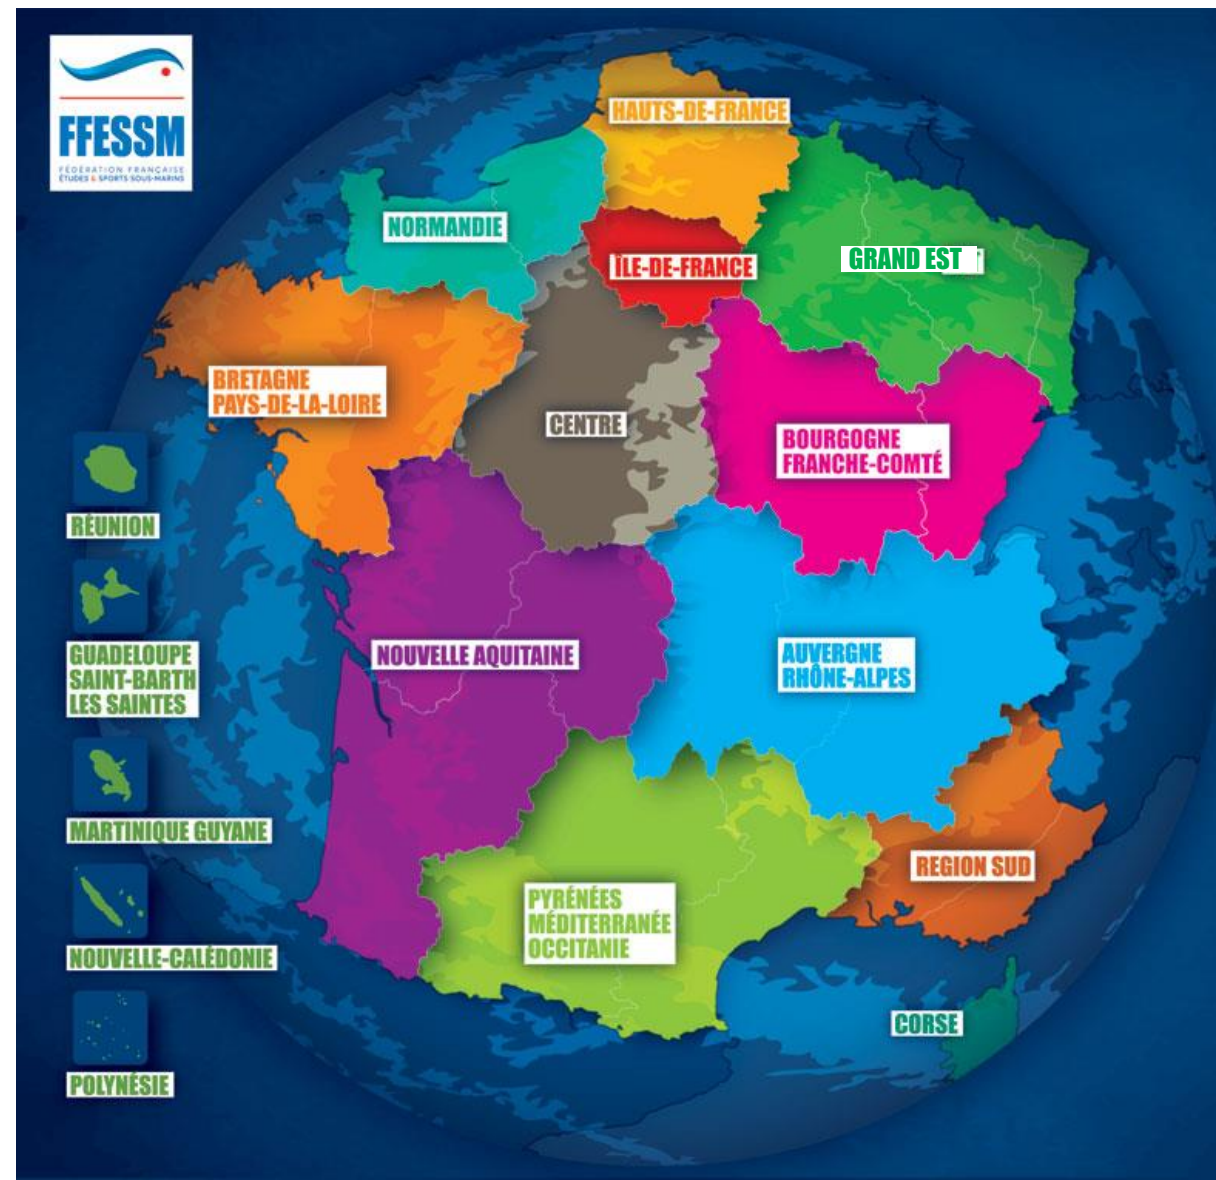 FFESSM
FÉDÉRATION FRANÇAISE
ÉTUDES & SPORTS SOUS-MARINS
HAUTS-DE-FRANCE
NORMANDIE
ÎLE-DE-FRANCE
GRAND EST
BRETAGNE
PAYS-DE-LA-LOIRE
CENTRE
BOURGOGNE
FRANCHE-COMTÉ
RÉUNION
GUADELOUPE
SAINT-BARTH
LES SAINTES
NOUVELLE AQUITAINE
AUVERGNE
RHÔNE-ALPES
MARTINIQUE GUYANE
REGION SUD
PYRÉNÉES
MÉDITERRANÉE
OCCITANIE
NOUVELLE-CALÉDONIE
CORSE
POLYNÉSIE